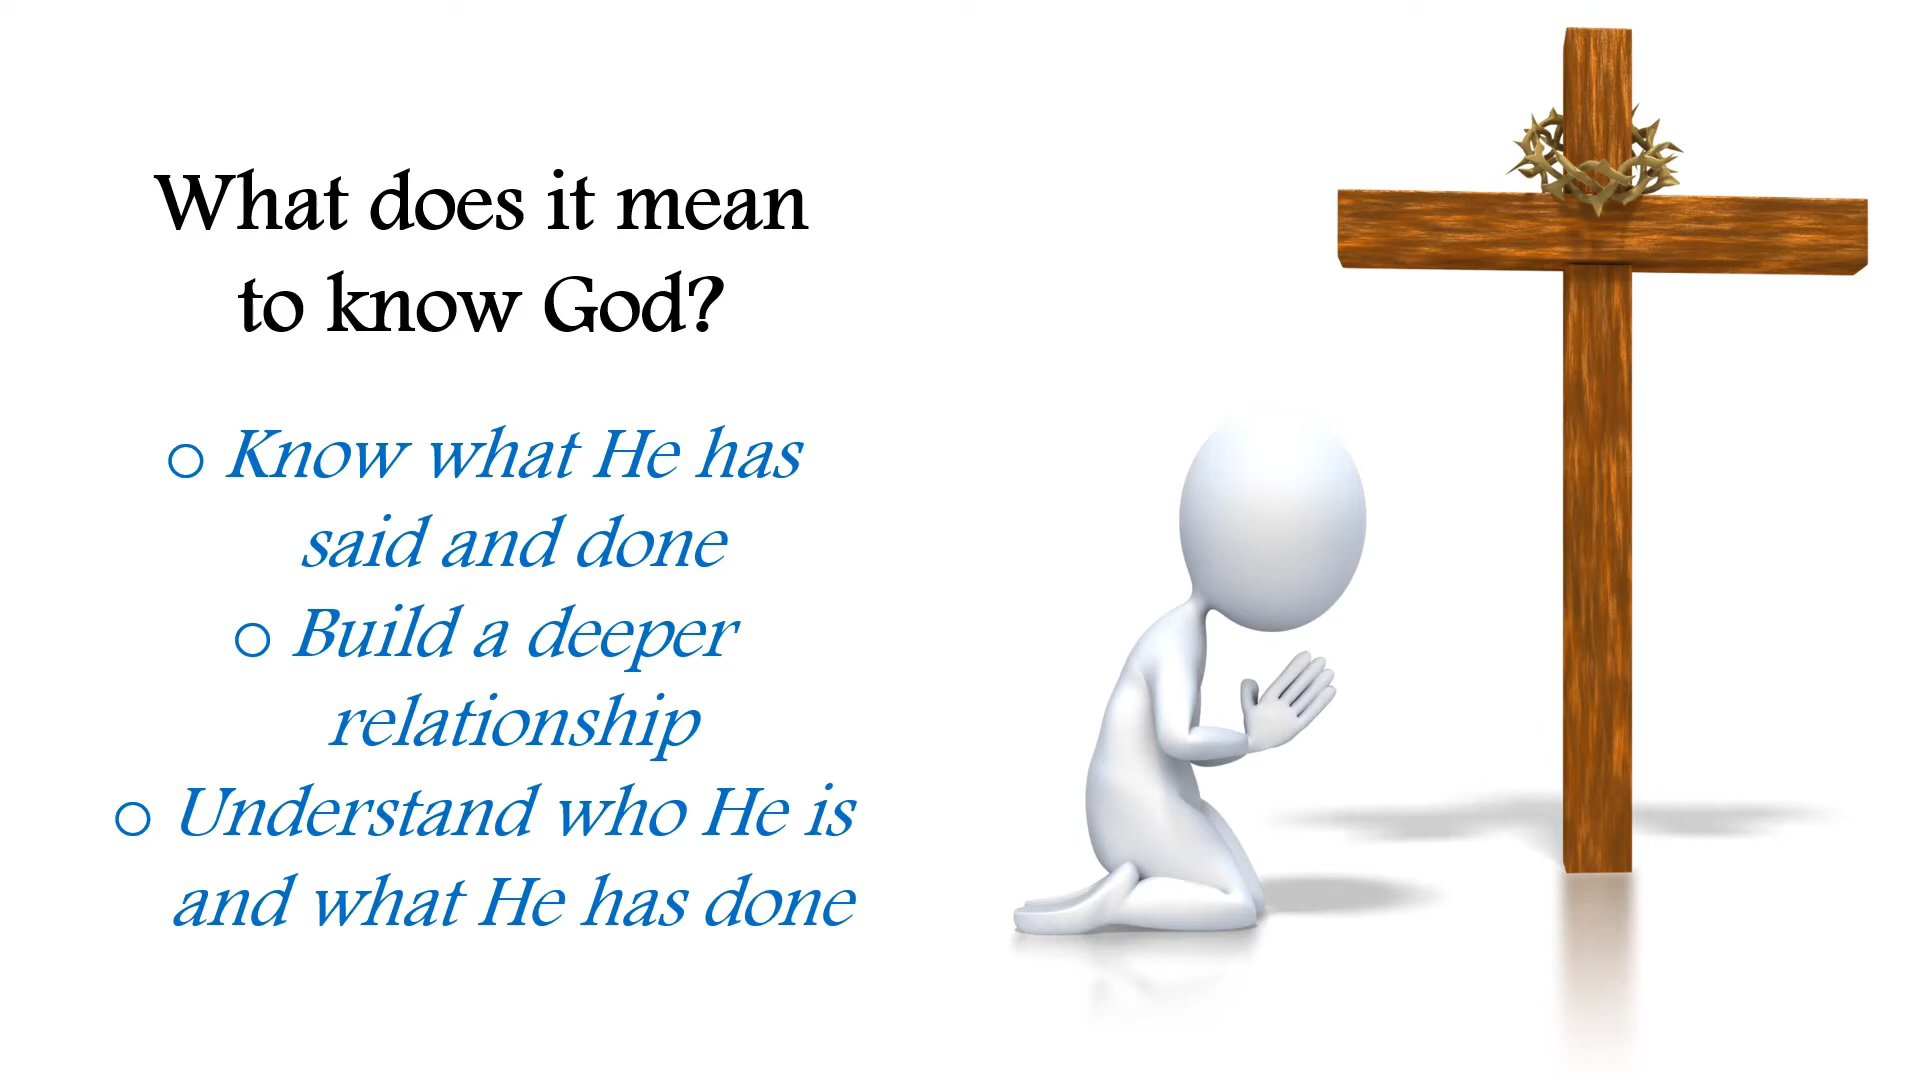 What does it mean
to know God?
o Know what He has
said and done
o Build a deeper
relationship
o Understand who He is
and what He has done